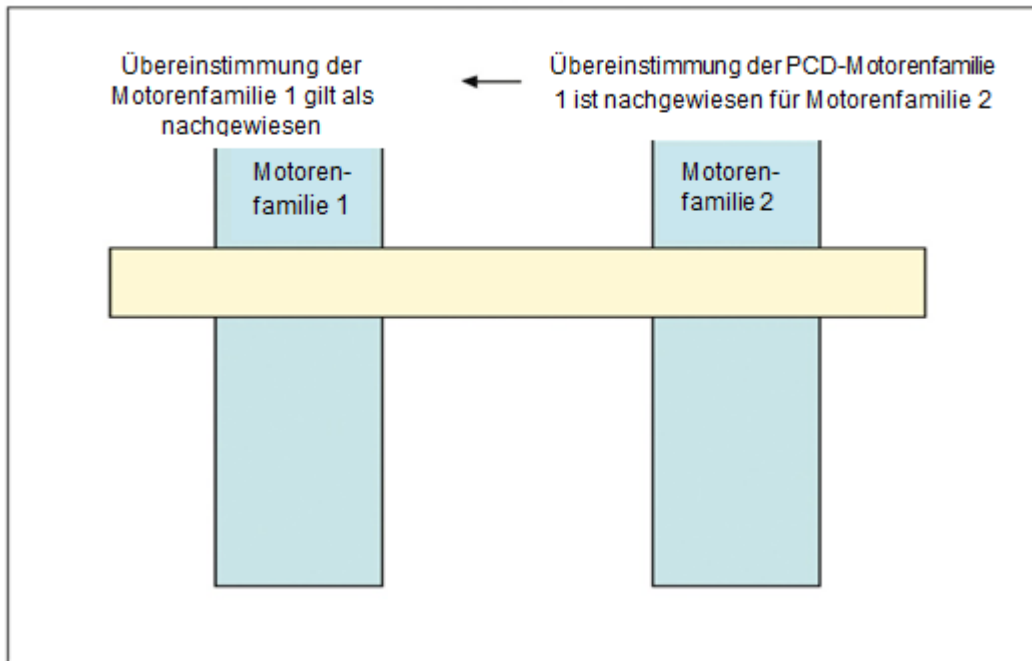 Übereinstimmung der
Motorenfamilie 1 gilt als
nachgewiesen
Übereinstimmung der PCD-Motorenfamilie
1 ist nachgewiesen für Motorenfamilie 2
Motoren-
familie 1
Motoren-
familie 2